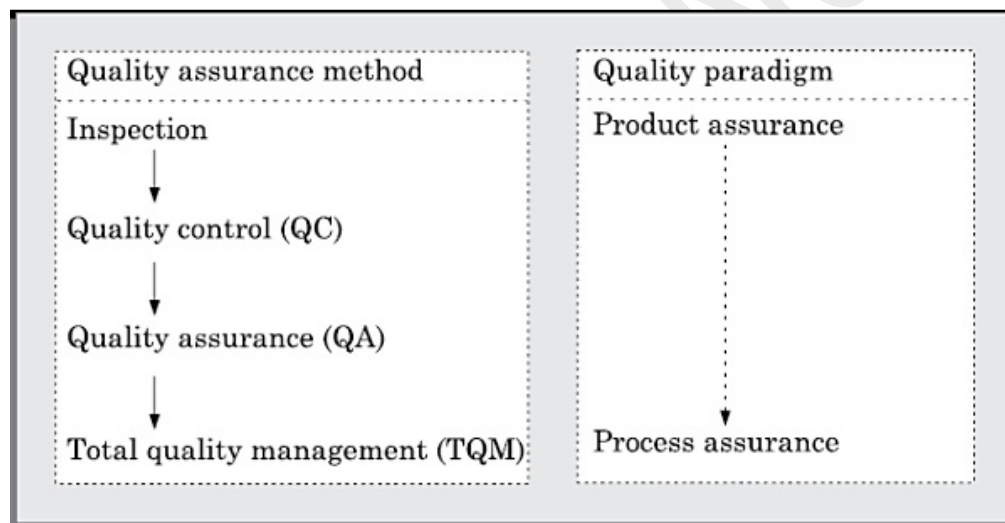 Quality assurance method
Inspection
Quality control (QC)
Quality assurance (QA)
Total quality management (TQM)
Quality paradigm
Product assurance
Process assurance